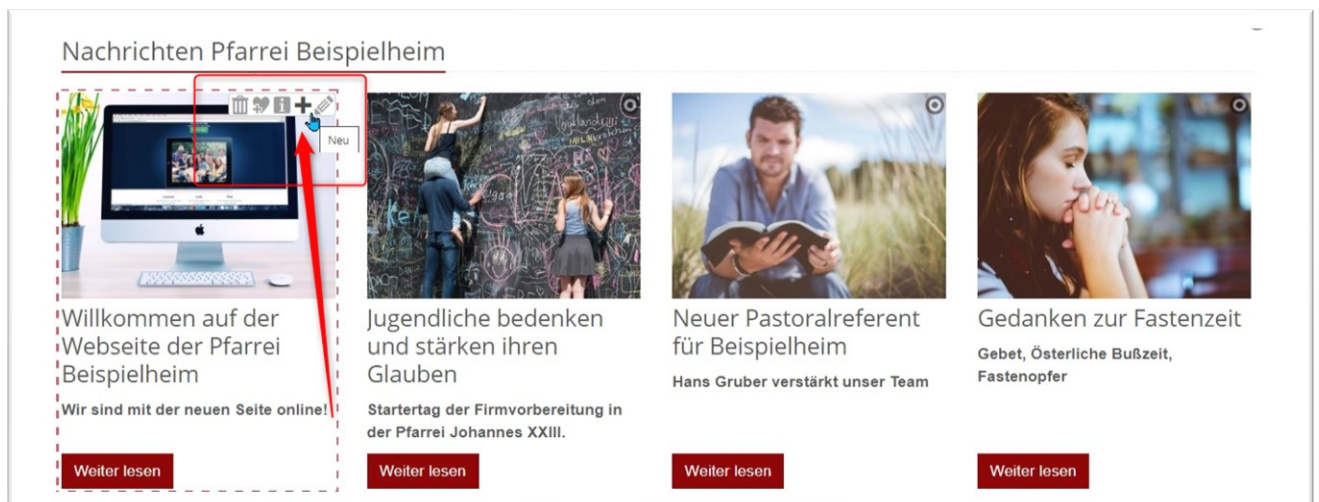 Nachrichten Pfarrei Beispielheim
Neu
Willkommen auf der
Webseite der Pfarrei
Beispielheim
Wir sind mit der neuen Seite online!
Weiter lesen
Jugendliche bedenken
und stärken ihren
Glauben
Startertag der Firmvorbereitung in
der Pfarrei Johannes XXIII.
Weiter lesen
Neuer Pastoralreferent
für Beispielheim
Hans Gruber verstärkt unser Team
Weiter lesen
Gedanken zur Fastenzeit
Gebet, Österliche Bußzeit,
Fastenopfer
Weiter lesen